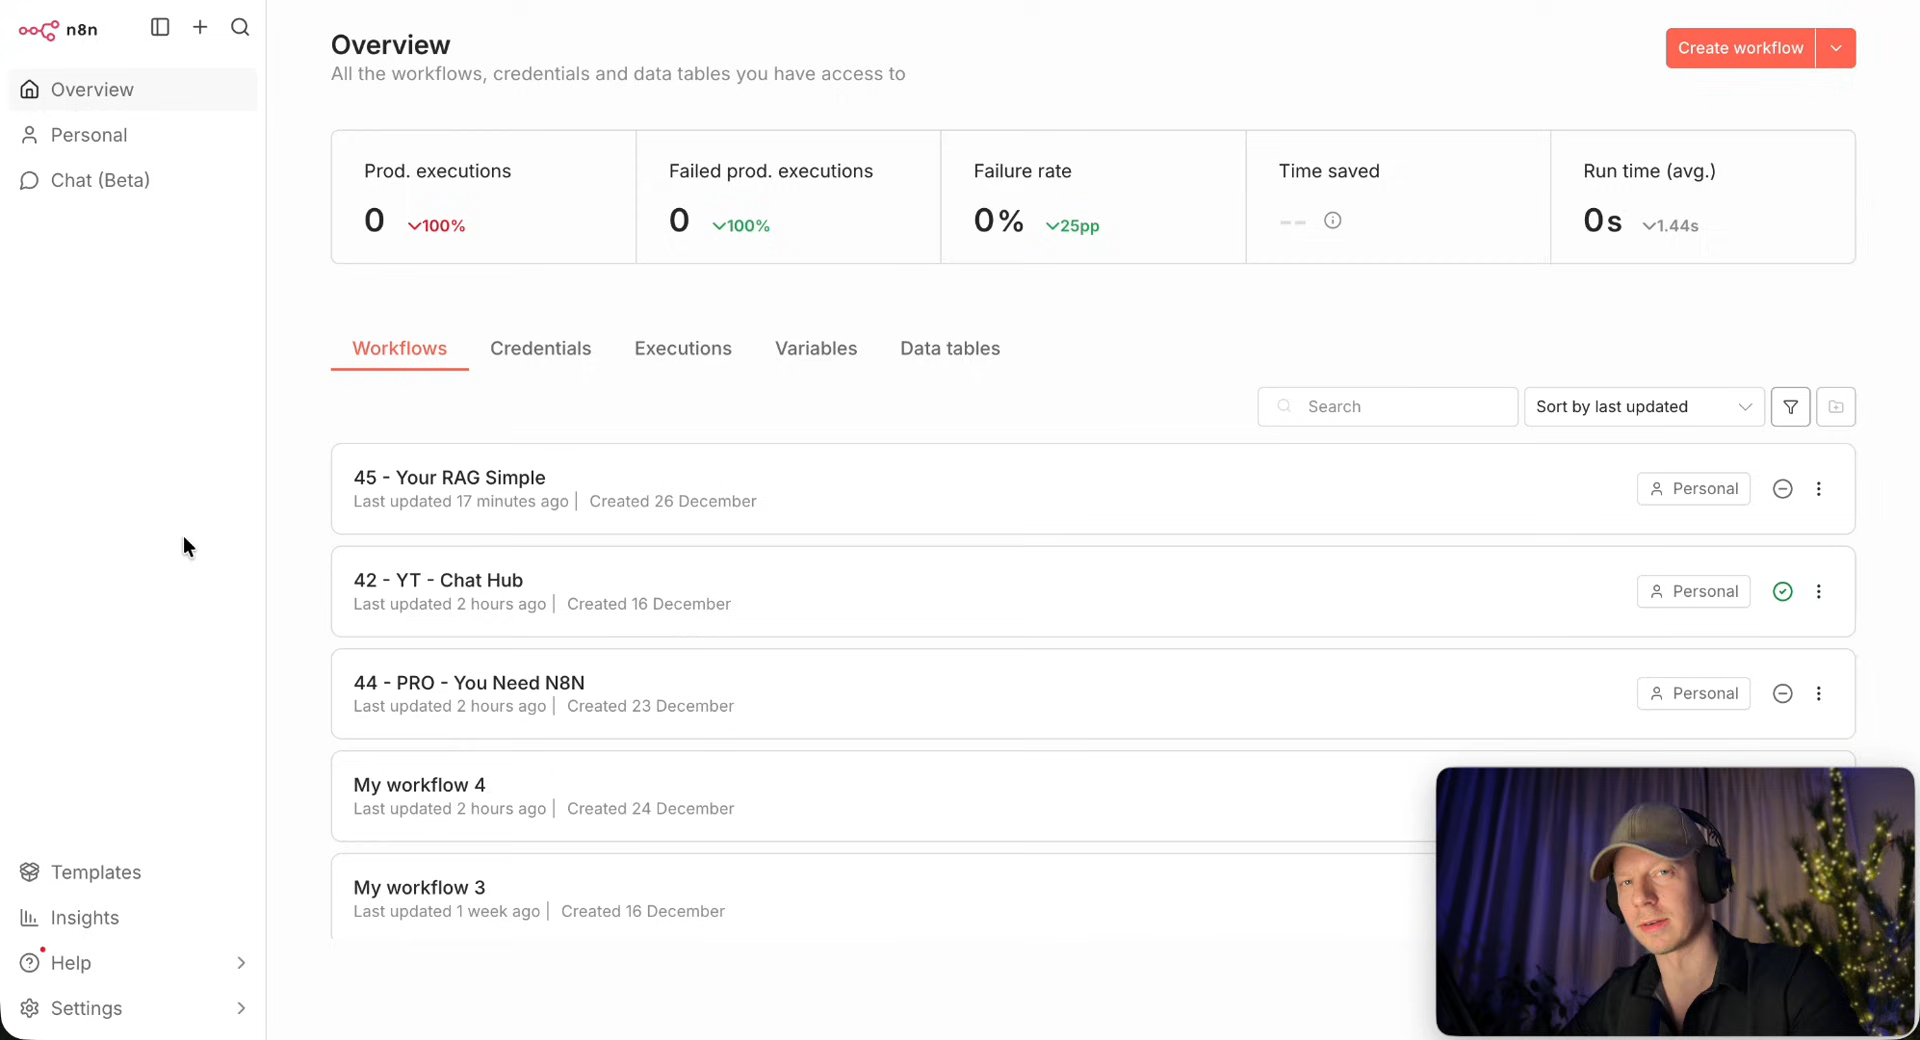 n8n
Overview
Personal
Chat (Beta)
Templates
Insights
Help
Settings
Overview
All the workflows, credentials and data tables you have access to
Create workflow
Prod. executions
0 100%
Failed prod. executions
0 100%
Failure rate
0% 25pp
Time saved
--
Run time (avg.)
0s 1.44s
Workflows Credentials Executions Variables Data tables
Search
Sort by last updated
45 - Your RAG Simple
Last updated 17 minutes ago | Created 26 December
Personal
42 - YT - Chat Hub
Last updated 2 hours ago | Created 16 December
Personal
44 - PRO - You Need N8N
Last updated 2 hours ago | Created 23 December
Personal
My workflow 4
Last updated 2 hours ago | Created 24 December
My workflow 3
Last updated 1 week ago | Created 16 December